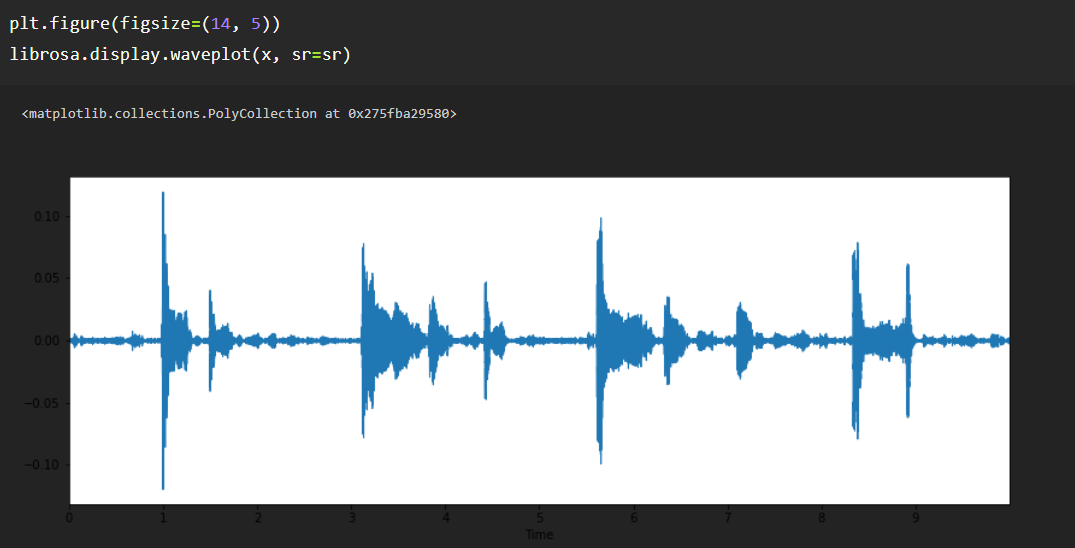 plt.figure(figsize=(14, 5))
librosa.display.waveplot(x, sr=sr)
<matplotlib.collections.PolyCollection at 0x275fba29580>
0.10
0.05
0.00
−0.05
−0.10
0 1 2 3 4 5 6 7 8 9
Time